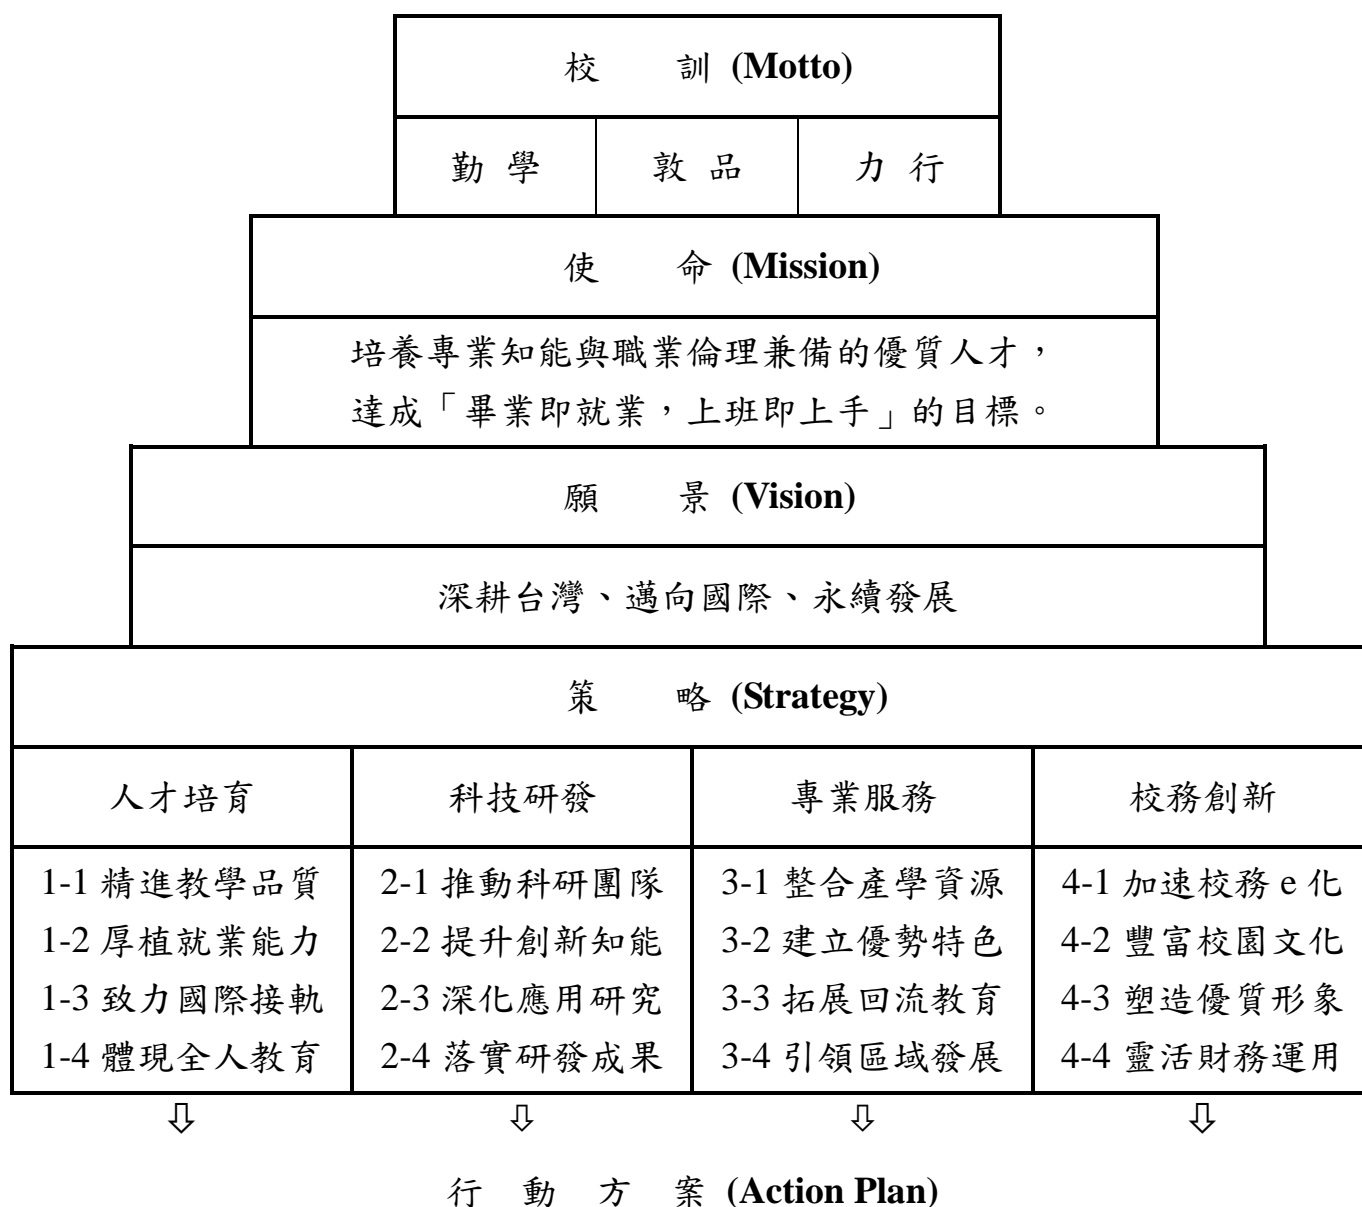 校 訓 (Motto)
勤學 敦品 力行
使 命 (Mission)
培養專業知能與職業倫理兼備的優質人才，
達成「畢業即就業，上班即上手」的目標。
願 景 (Vision)
深耕台灣、邁向國際、永續發展
策 略 (Strategy)
人才培育 科技研發 專業服務 校務創新
1-1 精進教學品質 2-1 推動科研團隊 3-1 整合產學資源 4-1 加速校務 e 化
1-2 厚植就業能力 2-2 提升創新知能 3-2 建立優勢特色 4-2 豐富校園文化
1-3 致力國際接軌 2-3 深化應用研究 3-3 拓展回流教育 4-3 塑造優質形象
1-4 體現全人教育 2-4 落實研發成果 3-4 引領區域發展 4-4 靈活財務運用
行 動 方 案 (Action Plan)